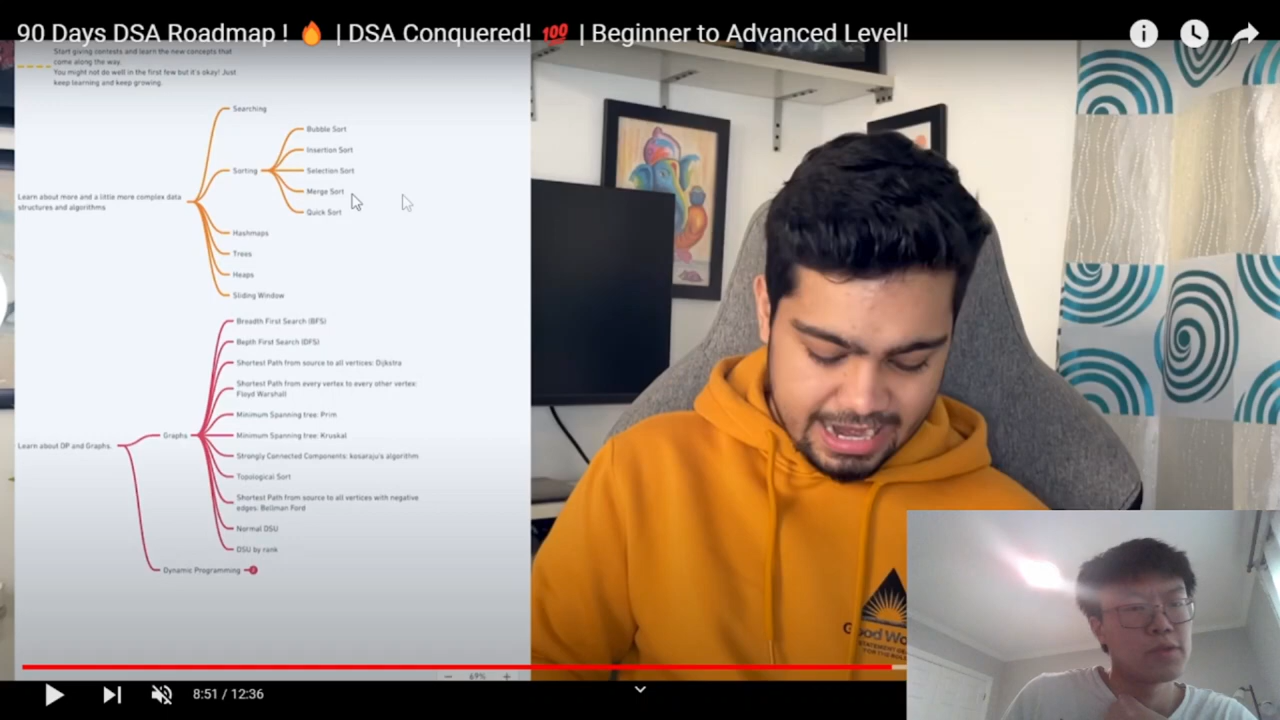 90 Days DSA Roadmap ! 🔥 | DSA Conquered! 💯 | Beginner to Advanced Level!
Start giving contests and learn the new concepts that
come along the way.
You might not do well in the first few but it's okay! Just
keep learning and keep growing.
Searching
Bubble Sort
Insertion Sort
Learn about more and a little more complex data
structures and algorithms
Sorting
Selection Sort
Merge Sort
Quick Sort
Hashmaps
Trees
Heaps
Sliding Window
Breadth First Search (BFS)
Depth First Search (DFS)
Shortest Path from source to all vertices: Dijkstra
Shortest Path from every vertex to every other vertex:
Floyd Warshall
Minimum Spanning tree: Prim
Learn about DP and Graphs.
Graphs
Minimum Spanning tree: Kruskal
Strongly Connected Components: kosaraju's algorithm
Topological Sort
Shortest Path from source to all vertices with negative
edges: Bellman Ford
Normal DSU
DSU by rank
Dynamic Programming
69%
8:51 / 12:36